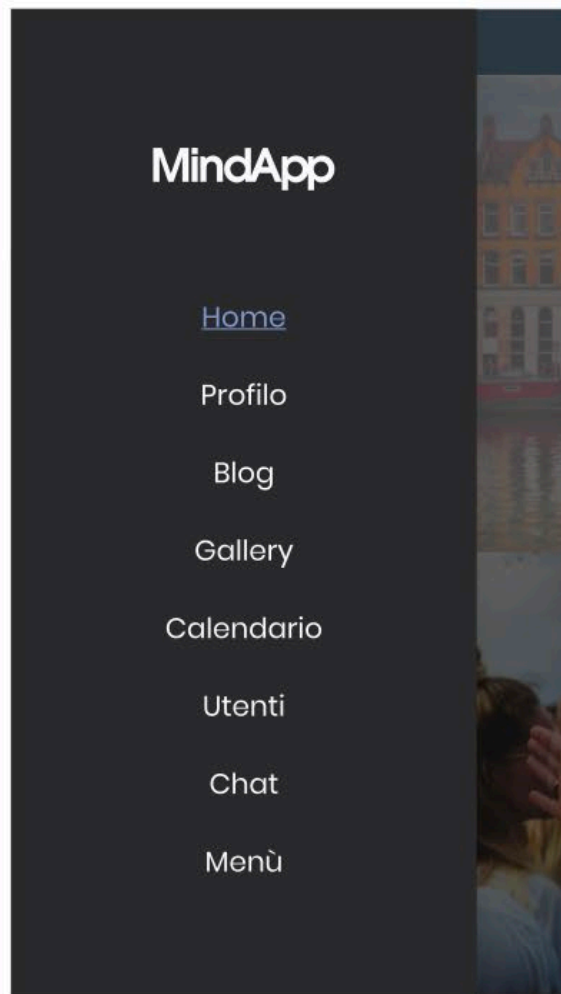 MindApp
Home
Profilo
Blog
Gallery
Calendario
Utenti
Chat
Menù